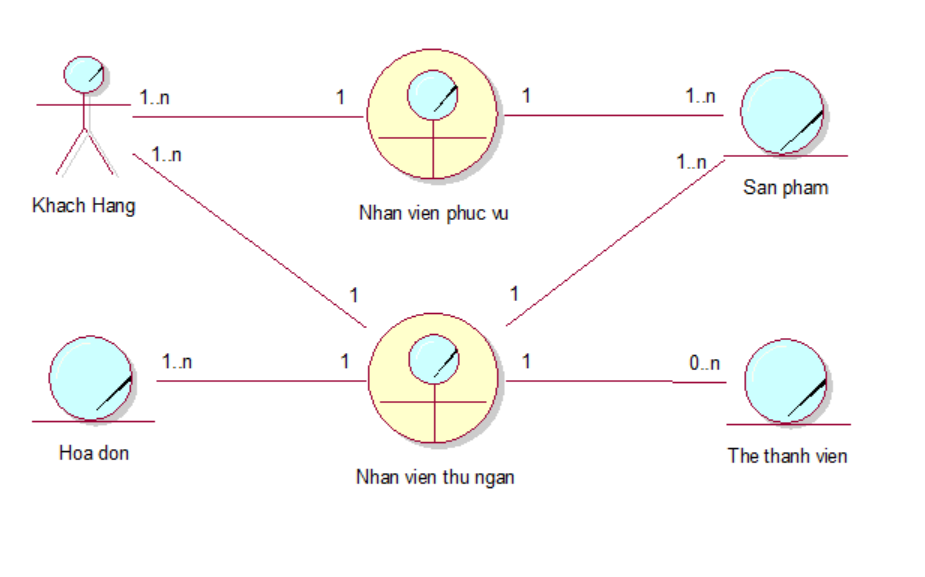 1..n 1 1 1..n
1..n 1..n
Khach Hang Nhan vien phuc vu San pham
1 1
1..n 1 1 0..n
Hoa don Nhan vien thu ngan The thanh vien